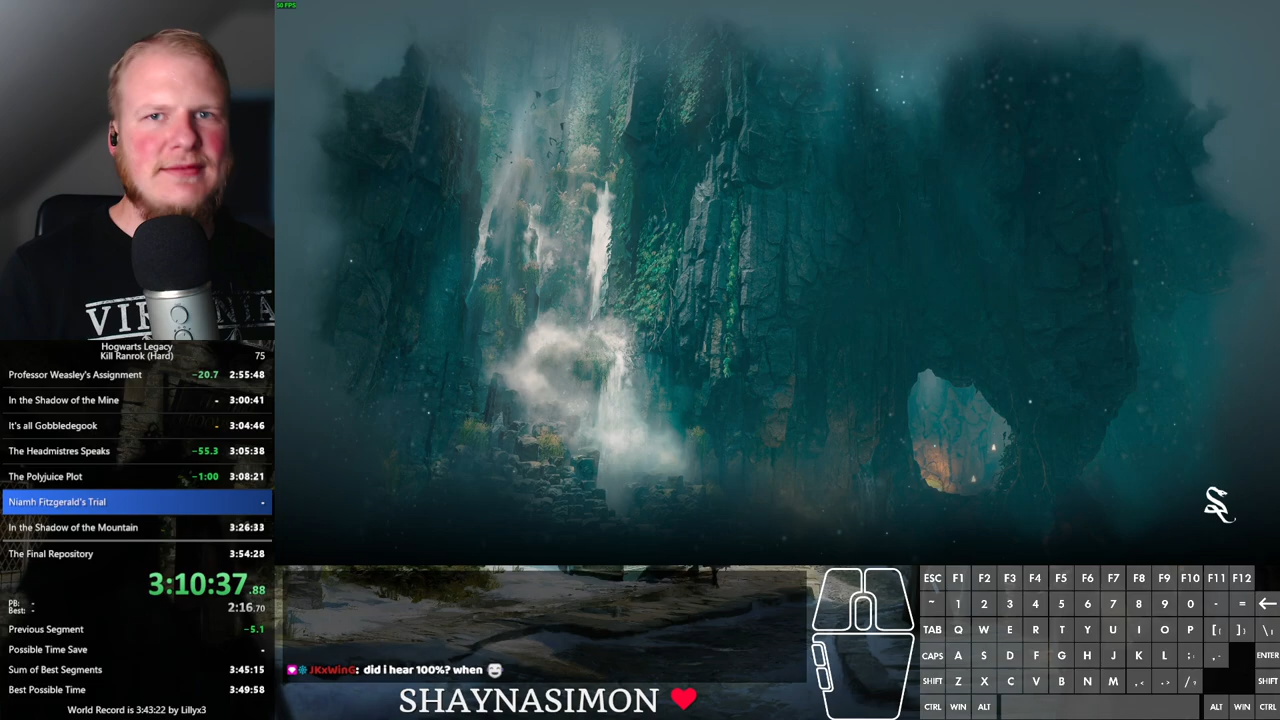 50 FPS
Hogwarts Legacy
Kill Ranrok (Hard) 75
Professor Weasley's Assignment -20.7 2:55:48
In the Shadow of the Mine - 3:00:41
It's all Gobbledegook - 3:04:46
The Headmistres Speaks -55.3 3:05:38
The Polyjuice Plot -1:00 3:08:21
Niamh Fitzgerald's Trial -
In the Shadow of the Mountain 3:26:33
The Final Repository 3:54:28
3:10:37.88
PB: -
Best: - 2:16.70
Previous Segment -5.1
Possible Time Save -
Sum of Best Segments 3:45:15
Best Possible Time 3:49:58
World Record is 3:43:22 by Lillyx3
JKxWinG: did i hear 100%? when
SHAYNASIMON
ESC F1 F2 F3 F4 F5 F6 F7 F8 F9 F10 F11 F12
~ 1 2 3 4 5 6 7 8 9 0 - = ←
TAB Q W E R T Y U I O P [{ ]} \|
CAPS A S D F G H J K L ;: ,. ENTER
SHIFT Z X C V B N M ,< .> /? SHIFT
CTRL WIN ALT ALT WIN CTRL